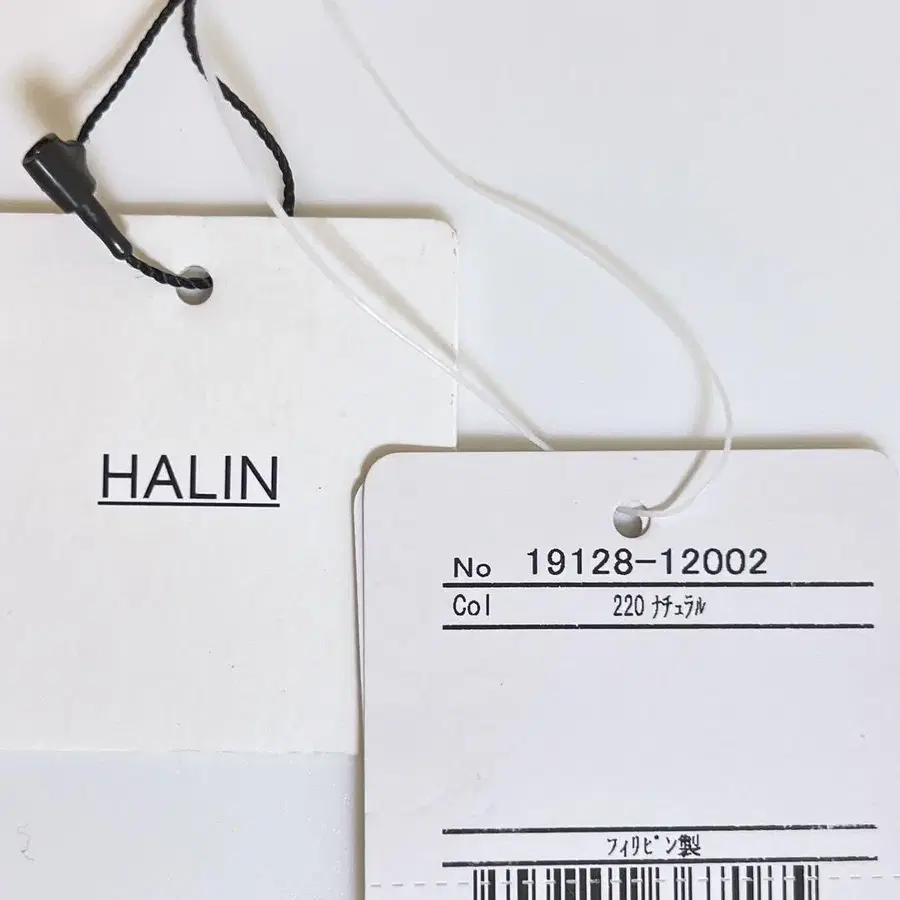 HALIN
No 19128-12002
Col 220 ﾅﾁｭﾗﾙ
ﾌｨﾘﾋﾟﾝ製